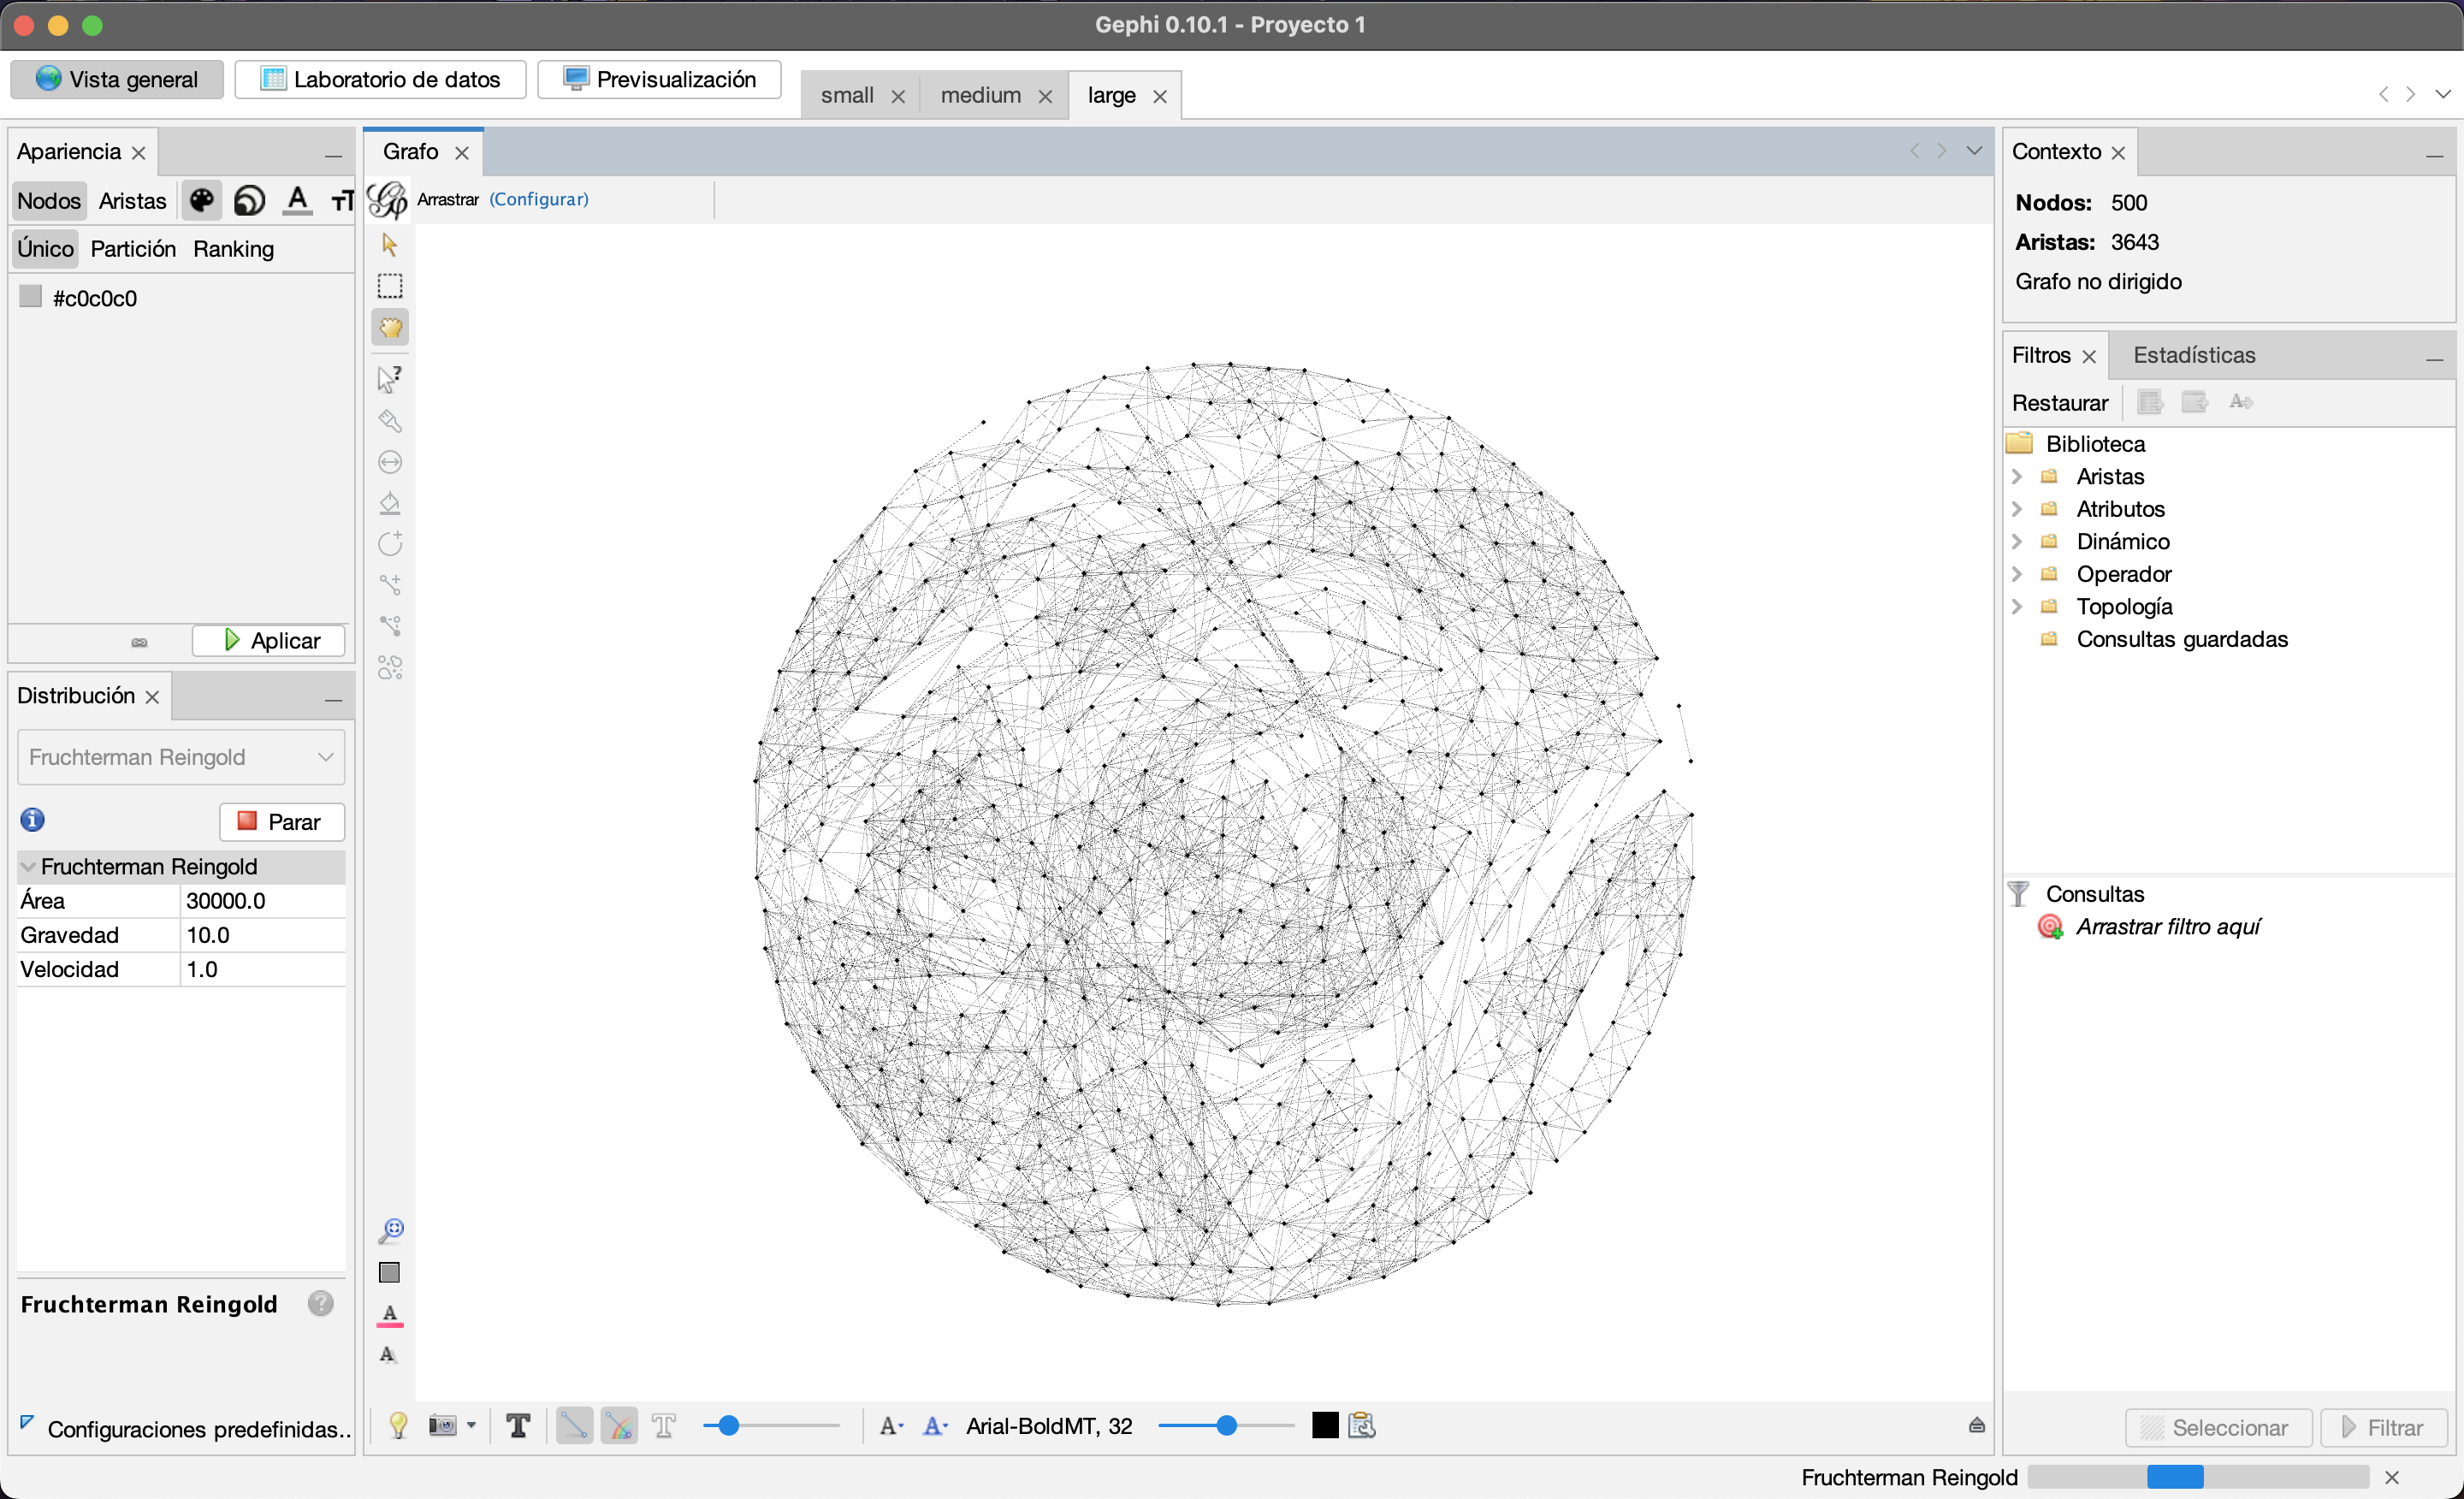 Gephi 0.10.1 - Proyecto 1
Vista general
Laboratorio de datos
Previsualización
small
medium
large
Apariencia
Nodos Aristas
Único Partición Ranking
#c0c0c0
Aplicar
Distribución
Fruchterman Reingold
Parar
Fruchterman Reingold
Área 30000.0
Gravedad 10.0
Velocidad 1.0
Fruchterman Reingold
Configuraciones predefinidas...
Grafo
Arrastrar (Configurar)
Arial-BoldMT, 32
Contexto
Nodos: 500
Aristas: 3643
Grafo no dirigido
Filtros
Estadísticas
Restaurar
Biblioteca
Aristas
Atributos
Dinámico
Operador
Topología
Consultas guardadas
Consultas
Arrastrar filtro aquí
Seleccionar
Filtrar
Fruchterman Reingold